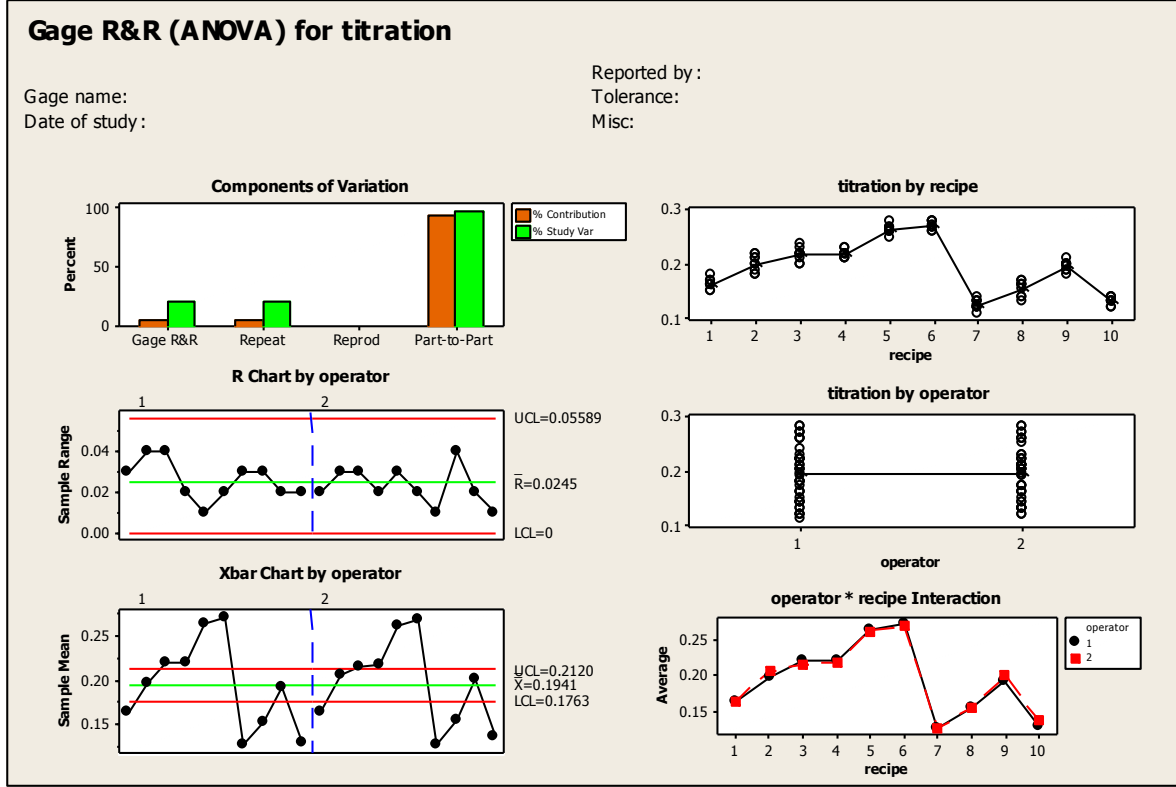 Gage R&R (ANOVA) for titration
Gage name:
Date of study:
Reported by:
Tolerance:
Misc:
Components of Variation
Percent
100
50
0
Gage R&R Repeat Reprod Part-to-Part
% Contribution
% Study Var
R Chart by operator
1 2
Sample Range
0.04
0.02
0.00
UCL=0.05589
R̄=0.0245
LCL=0
Xbar Chart by operator
1 2
Sample Mean
0.25
0.20
0.15
UCL=0.2120
X̿=0.1941
LCL=0.1763
titration by recipe
0.3
0.2
0.1
1 2 3 4 5 6 7 8 9 10
recipe
titration by operator
0.3
0.2
0.1
1 2
operator
operator * recipe Interaction
Average
0.25
0.20
0.15
1 2 3 4 5 6 7 8 9 10
recipe
operator
1
2